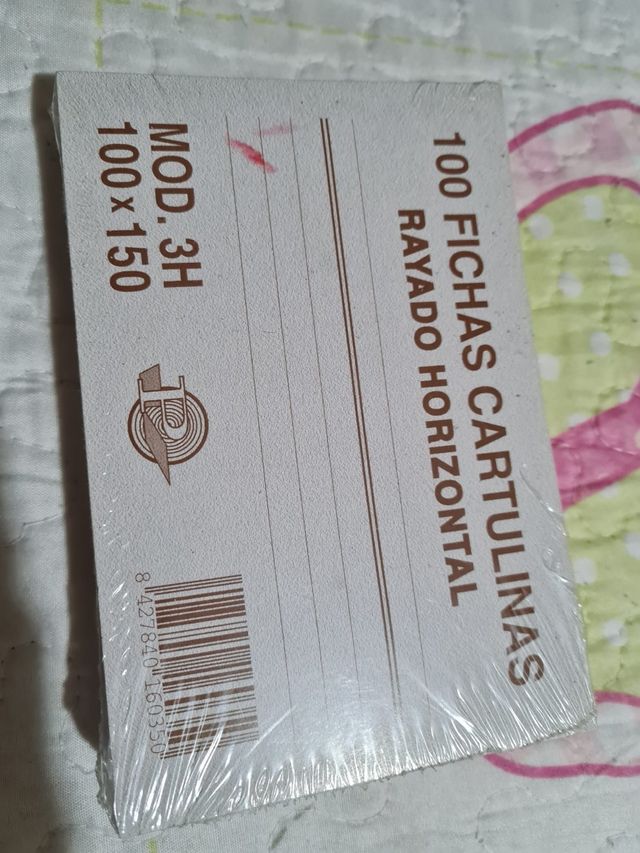 100 FICHAS CARTULINAS
RAYADO HORIZONTAL
MOD. 3H
100 x 150
8 427840 160350